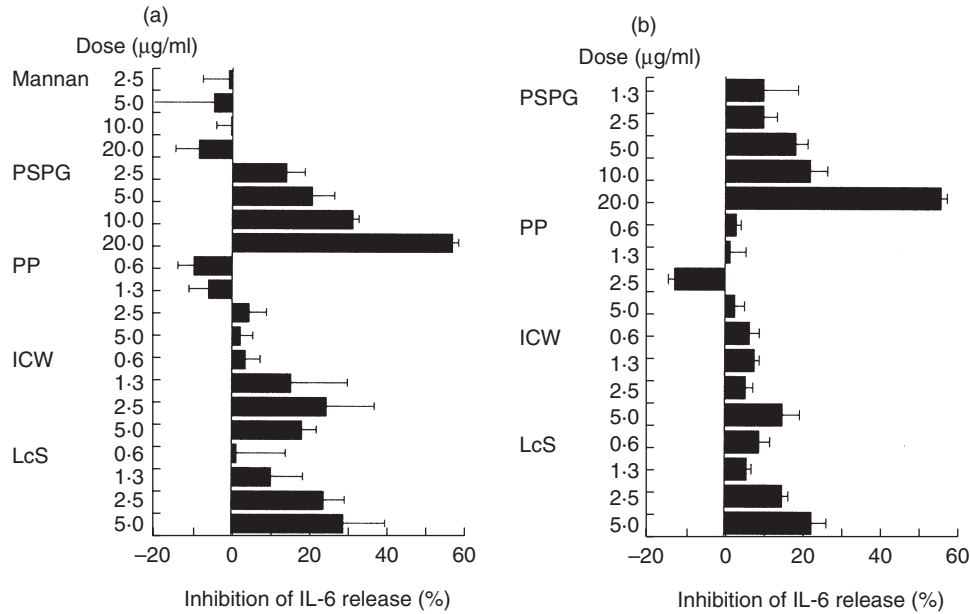 (a)
Dose (µg/ml)
Mannan 2·5
5·0
10·0
20·0
PSPG 2·5
5·0
10·0
20·0
PP 0·6
1·3
2·5
5·0
ICW 0·6
1·3
2·5
5·0
LcS 0·6
1·3
2·5
5·0
–20 0 20 40 60
Inhibition of IL-6 release (%)
(b)
Dose (µg/ml)
PSPG 1·3
2·5
5·0
10·0
20·0
PP 0·6
1·3
2·5
5·0
ICW 0·6
1·3
2·5
5·0
LcS 0·6
1·3
2·5
5·0
–20 0 20 40 60
Inhibition of IL-6 release (%)